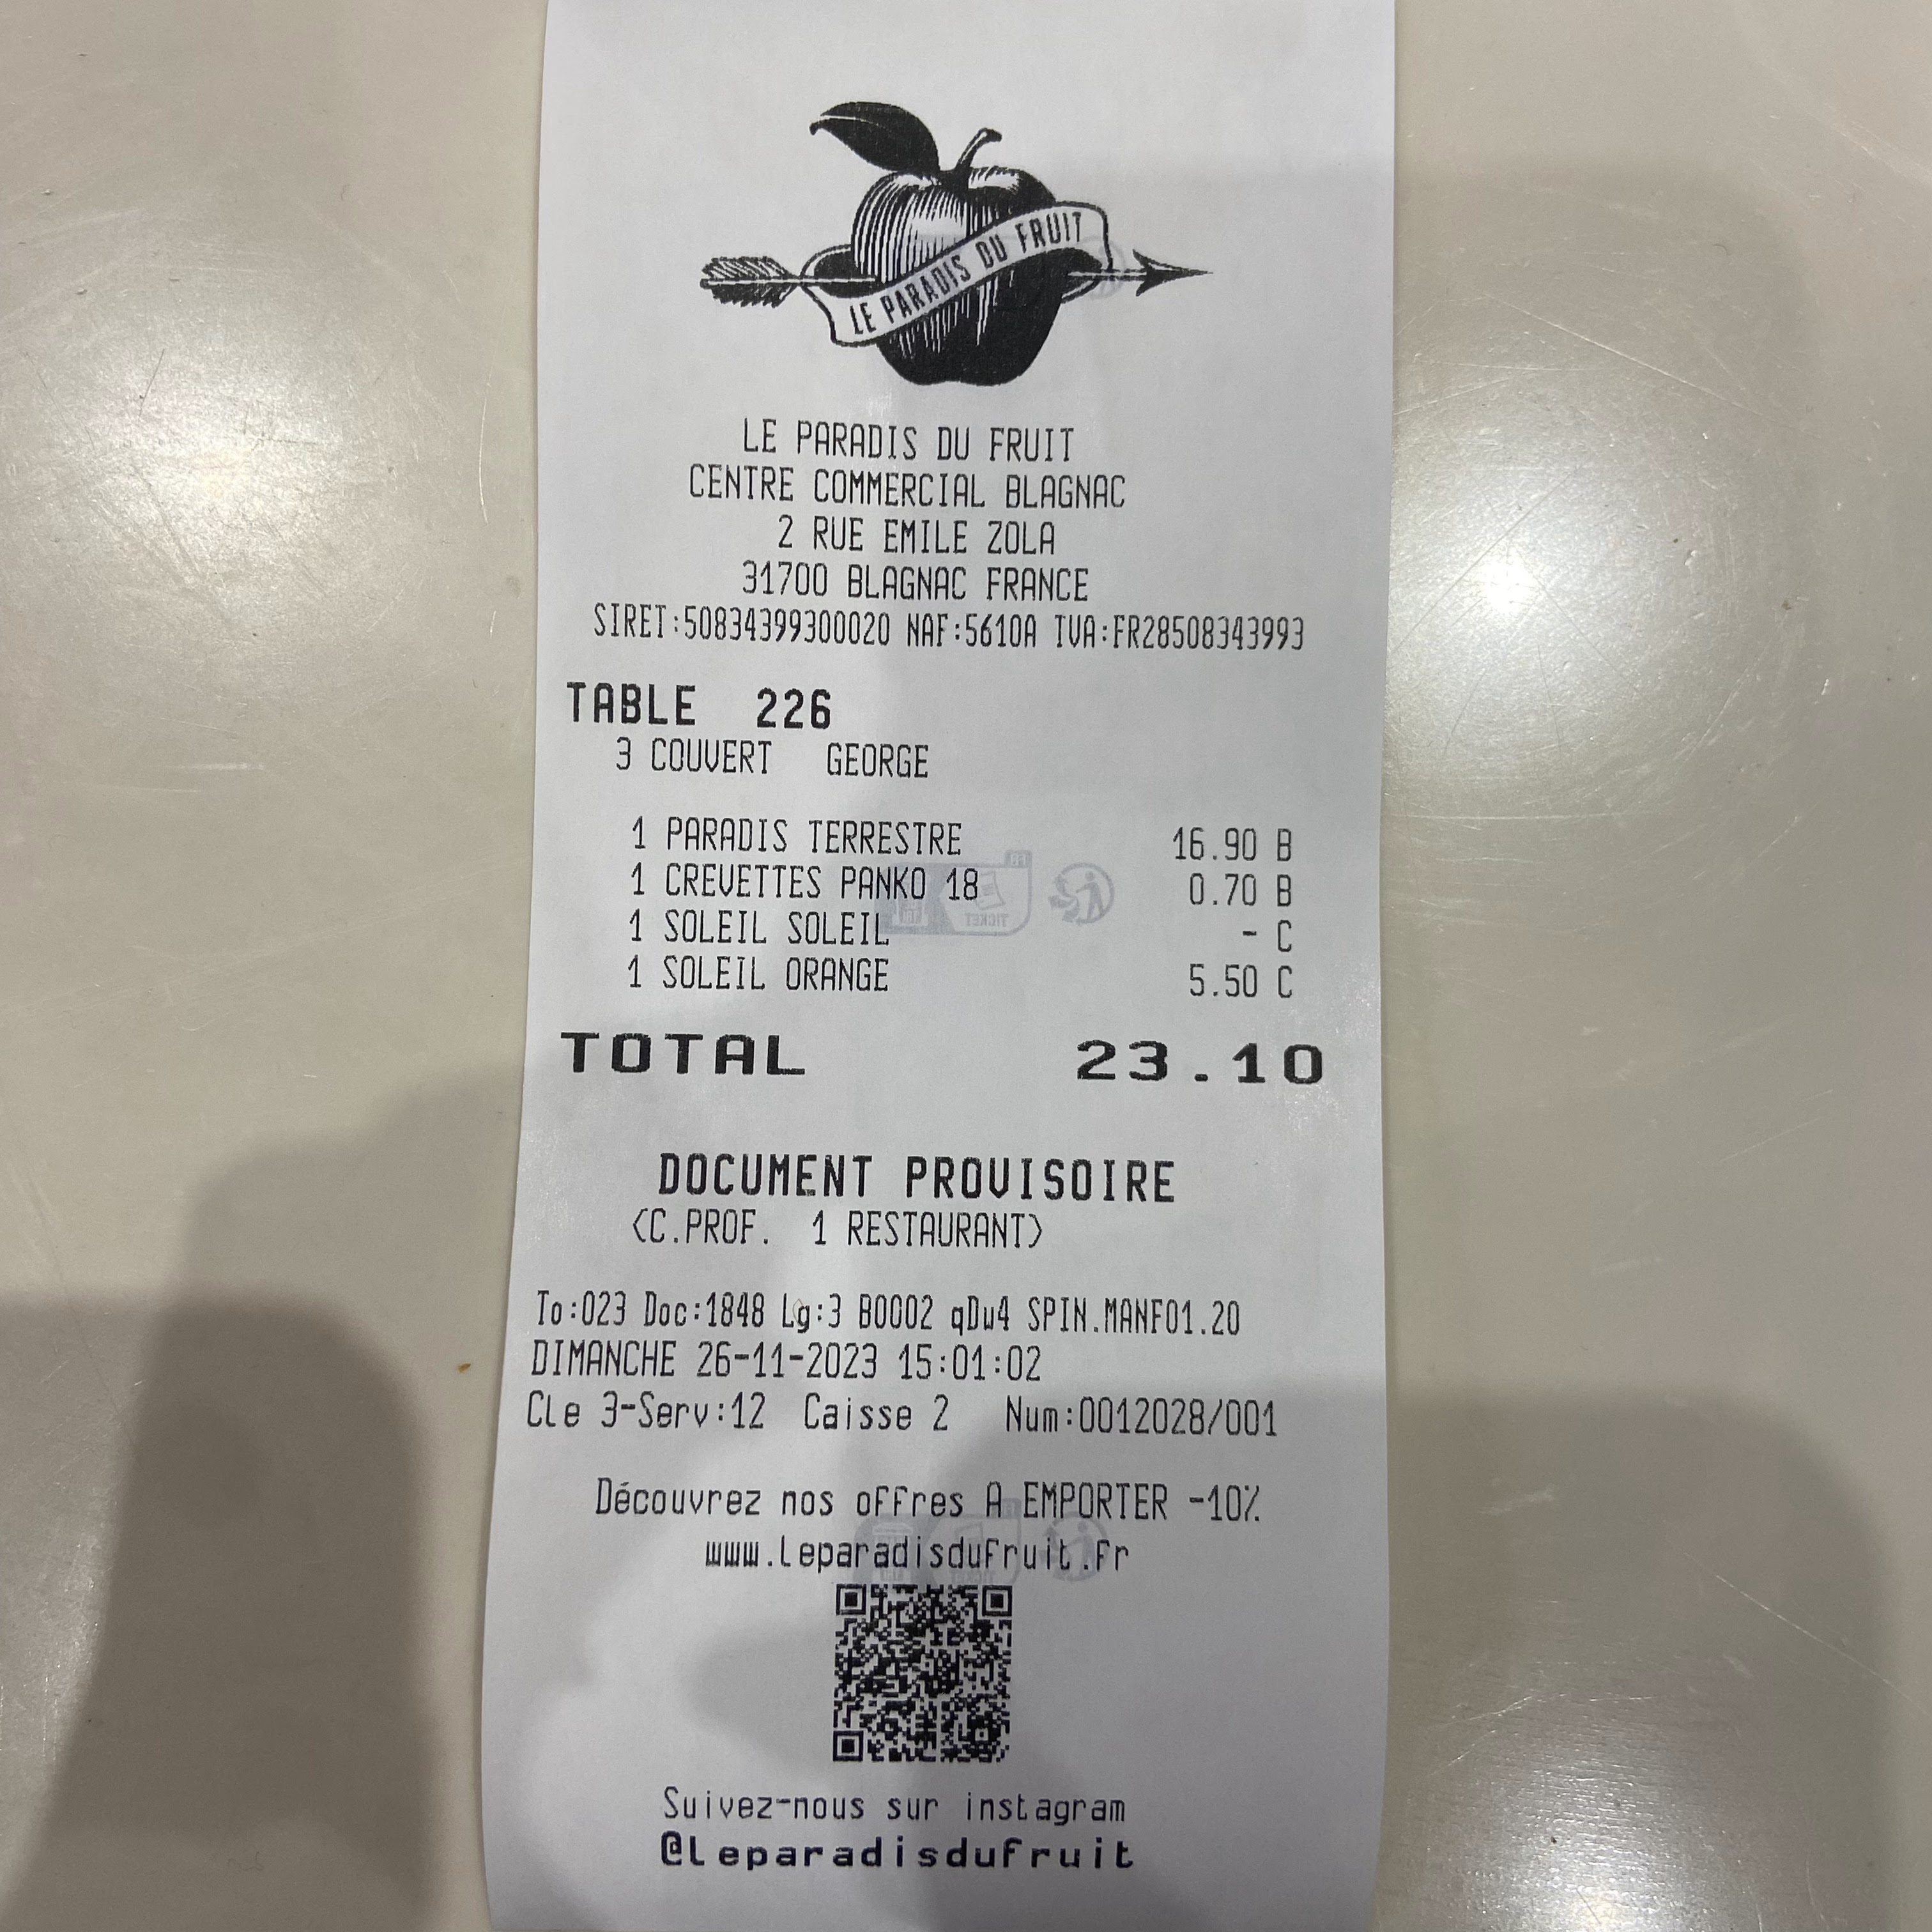 LE PARADIS DU FRUIT
LE PARADIS DU FRUIT
CENTRE COMMERCIAL BLAGNAC
2 RUE EMILE ZOLA
31700 BLAGNAC FRANCE
SIRET:50834399300020 NAF:5610A TVA:FR28508343993
TABLE 226
3 COUVERT GEORGE
1 PARADIS TERRESTRE 16.90 B
1 CREVETTES PANKO 18 0.70 B
1 SOLEIL SOLEIL - C
1 SOLEIL ORANGE 5.50 C
TOTAL 23.10
DOCUMENT PROVISOIRE
<C.PROF. 1 RESTAURANT>
To:023 Doc:1848 Lg:3 B0002 qDw4 SPIN.MANF01.20
DIMANCHE 26-11-2023 15:01:02
Cle 3-Serv:12 Caisse 2 Num:0012028/001
Découvrez nos offres A EMPORTER -10%
www.leparadisdufruit.fr
Suivez-nous sur instagram
@leparadisdufruit